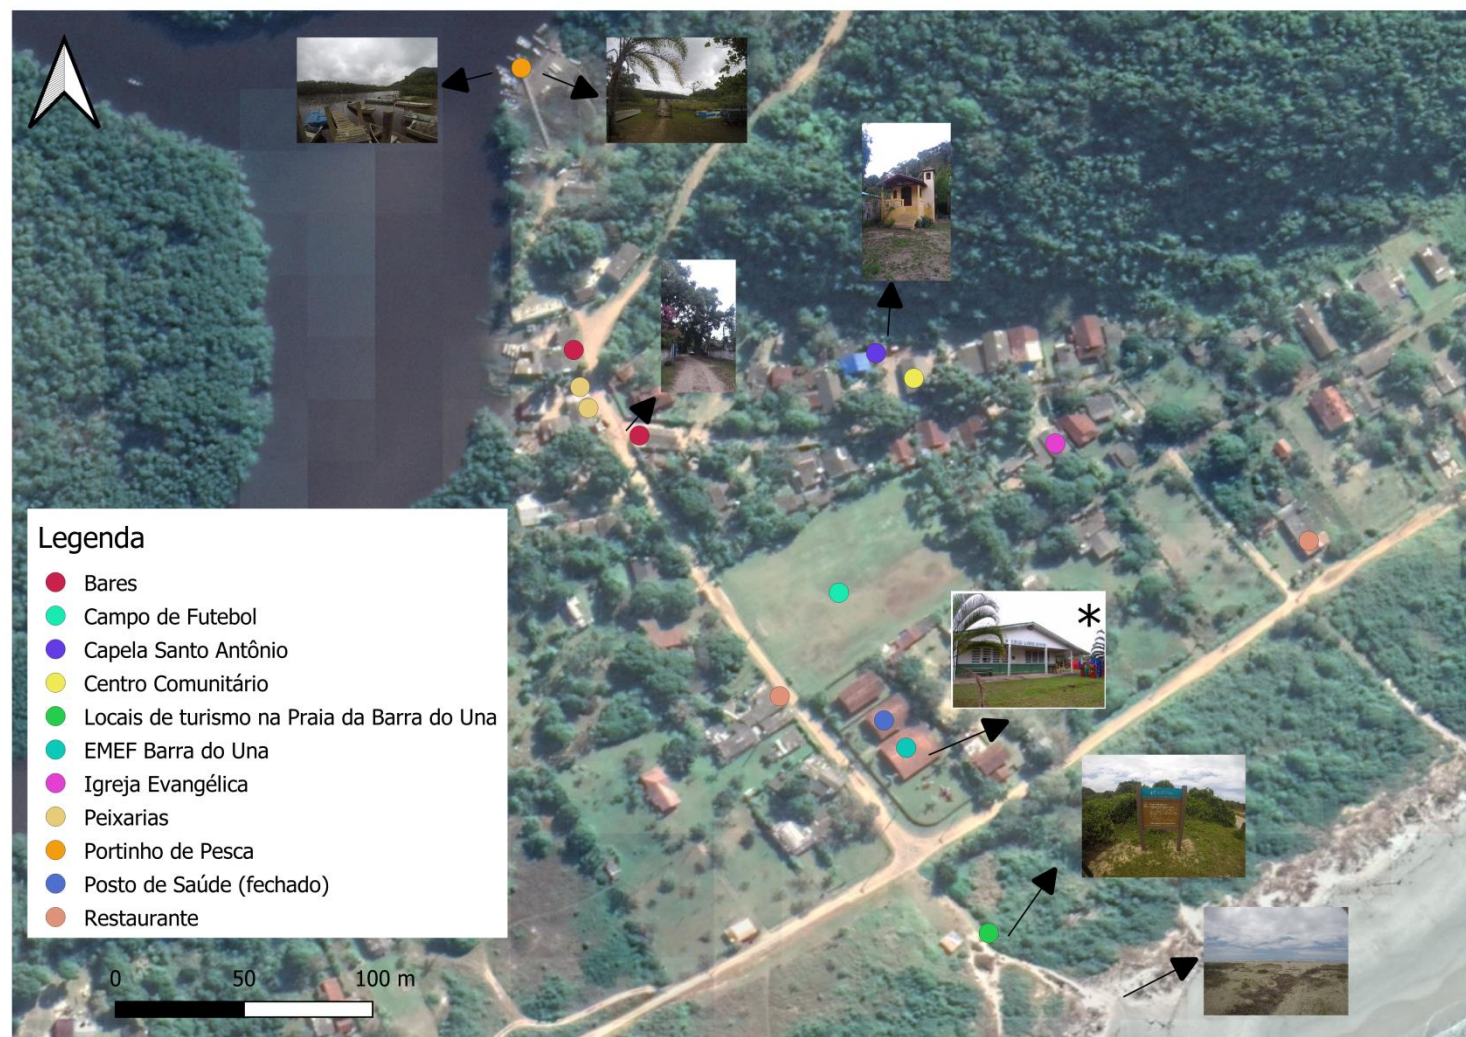 *
Legenda
Bares
Campo de Futebol
Capela Santo Antônio
Centro Comunitário
Locais de turismo na Praia da Barra do Una
EMEF Barra do Una
Igreja Evangélica
Peixarias
Portinho de Pesca
Posto de Saúde (fechado)
Restaurante
0 50 100 m